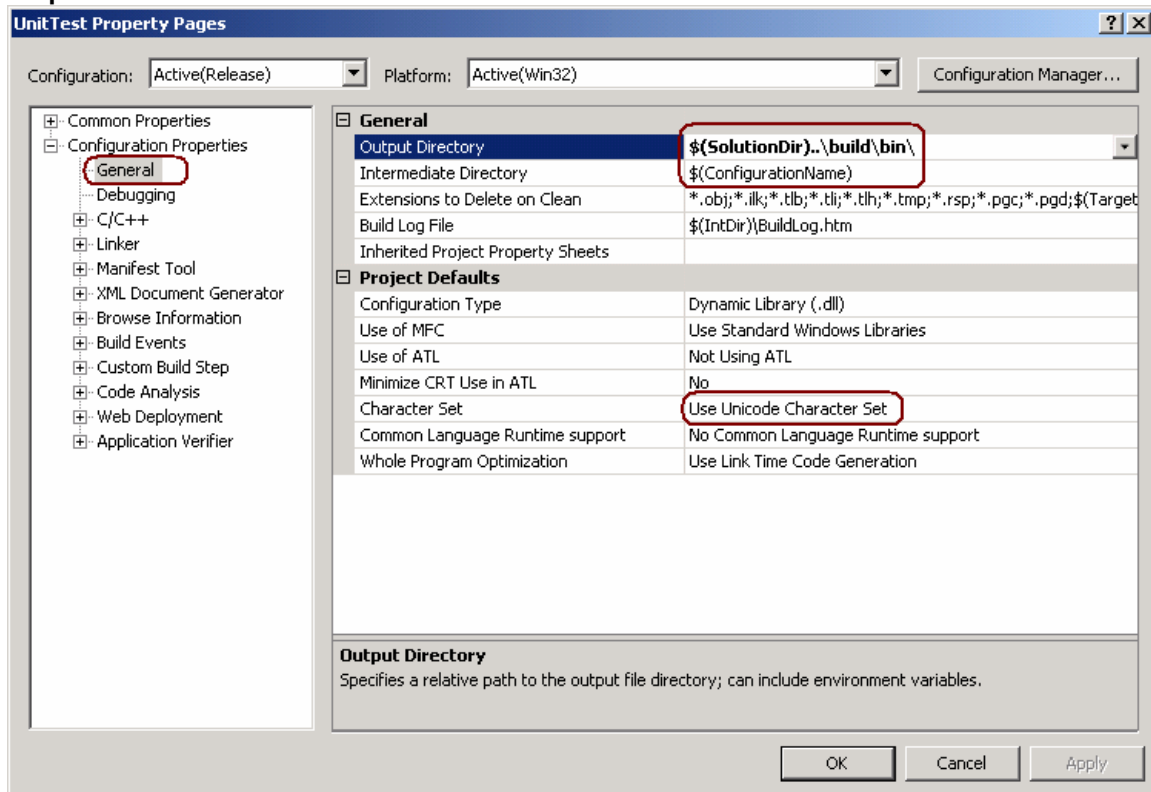 UnitTest Property Pages
Configuration: Active(Release) Platform: Active(Win32) Configuration Manager...
Common Properties
Configuration Properties
General
Debugging
C/C++
Linker
Manifest Tool
XML Document Generator
Browse Information
Build Events
Custom Build Step
Code Analysis
Web Deployment
Application Verifier
General
Output Directory $(SolutionDir)..\build\bin\
Intermediate Directory $(ConfigurationName)
Extensions to Delete on Clean *.obj;*.ilk;*.tlb;*.tli;*.tlh;*.tmp;*.rsp;*.pgc;*.pgd;$(Target
Build Log File $(IntDir)\BuildLog.htm
Inherited Project Property Sheets
Project Defaults
Configuration Type Dynamic Library (.dll)
Use of MFC Use Standard Windows Libraries
Use of ATL Not Using ATL
Minimize CRT Use in ATL No
Character Set Use Unicode Character Set
Common Language Runtime support No Common Language Runtime support
Whole Program Optimization Use Link Time Code Generation
Output Directory
Specifies a relative path to the output file directory; can include environment variables.
OK Cancel Apply